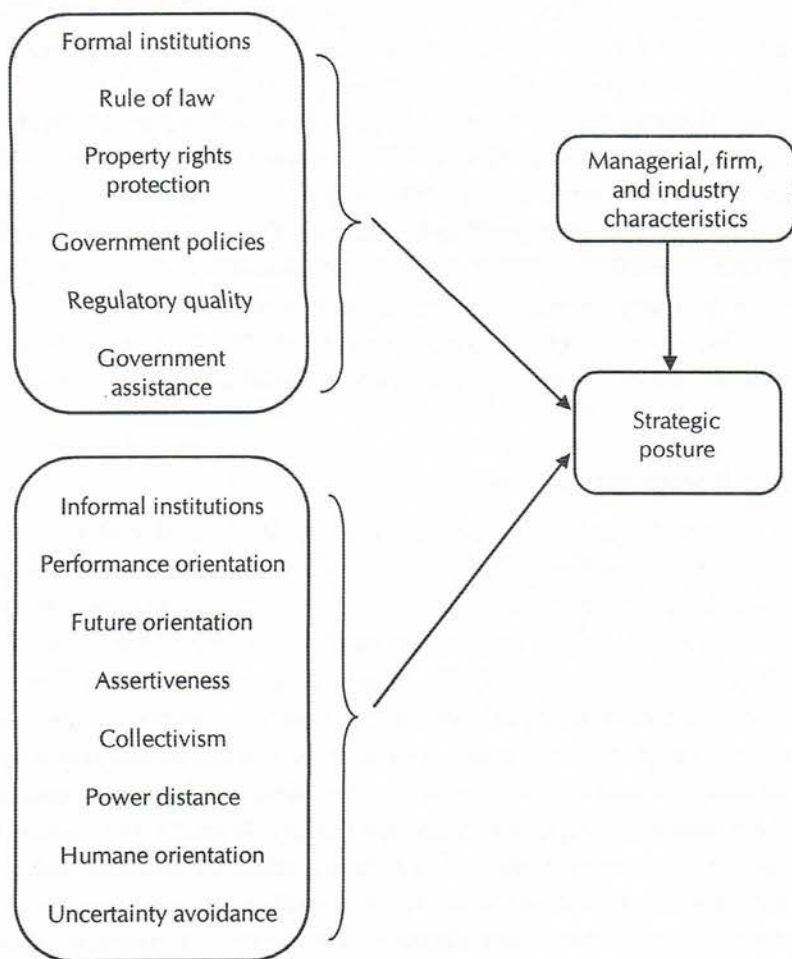 Formal institutions
Rule of law
Property rights
protection
Government policies
Regulatory quality
Government
assistance
Managerial, firm,
and industry
characteristics
Strategic
posture
Informal institutions
Performance orientation
Future orientation
Assertiveness
Collectivism
Power distance
Humane orientation
Uncertainty avoidance